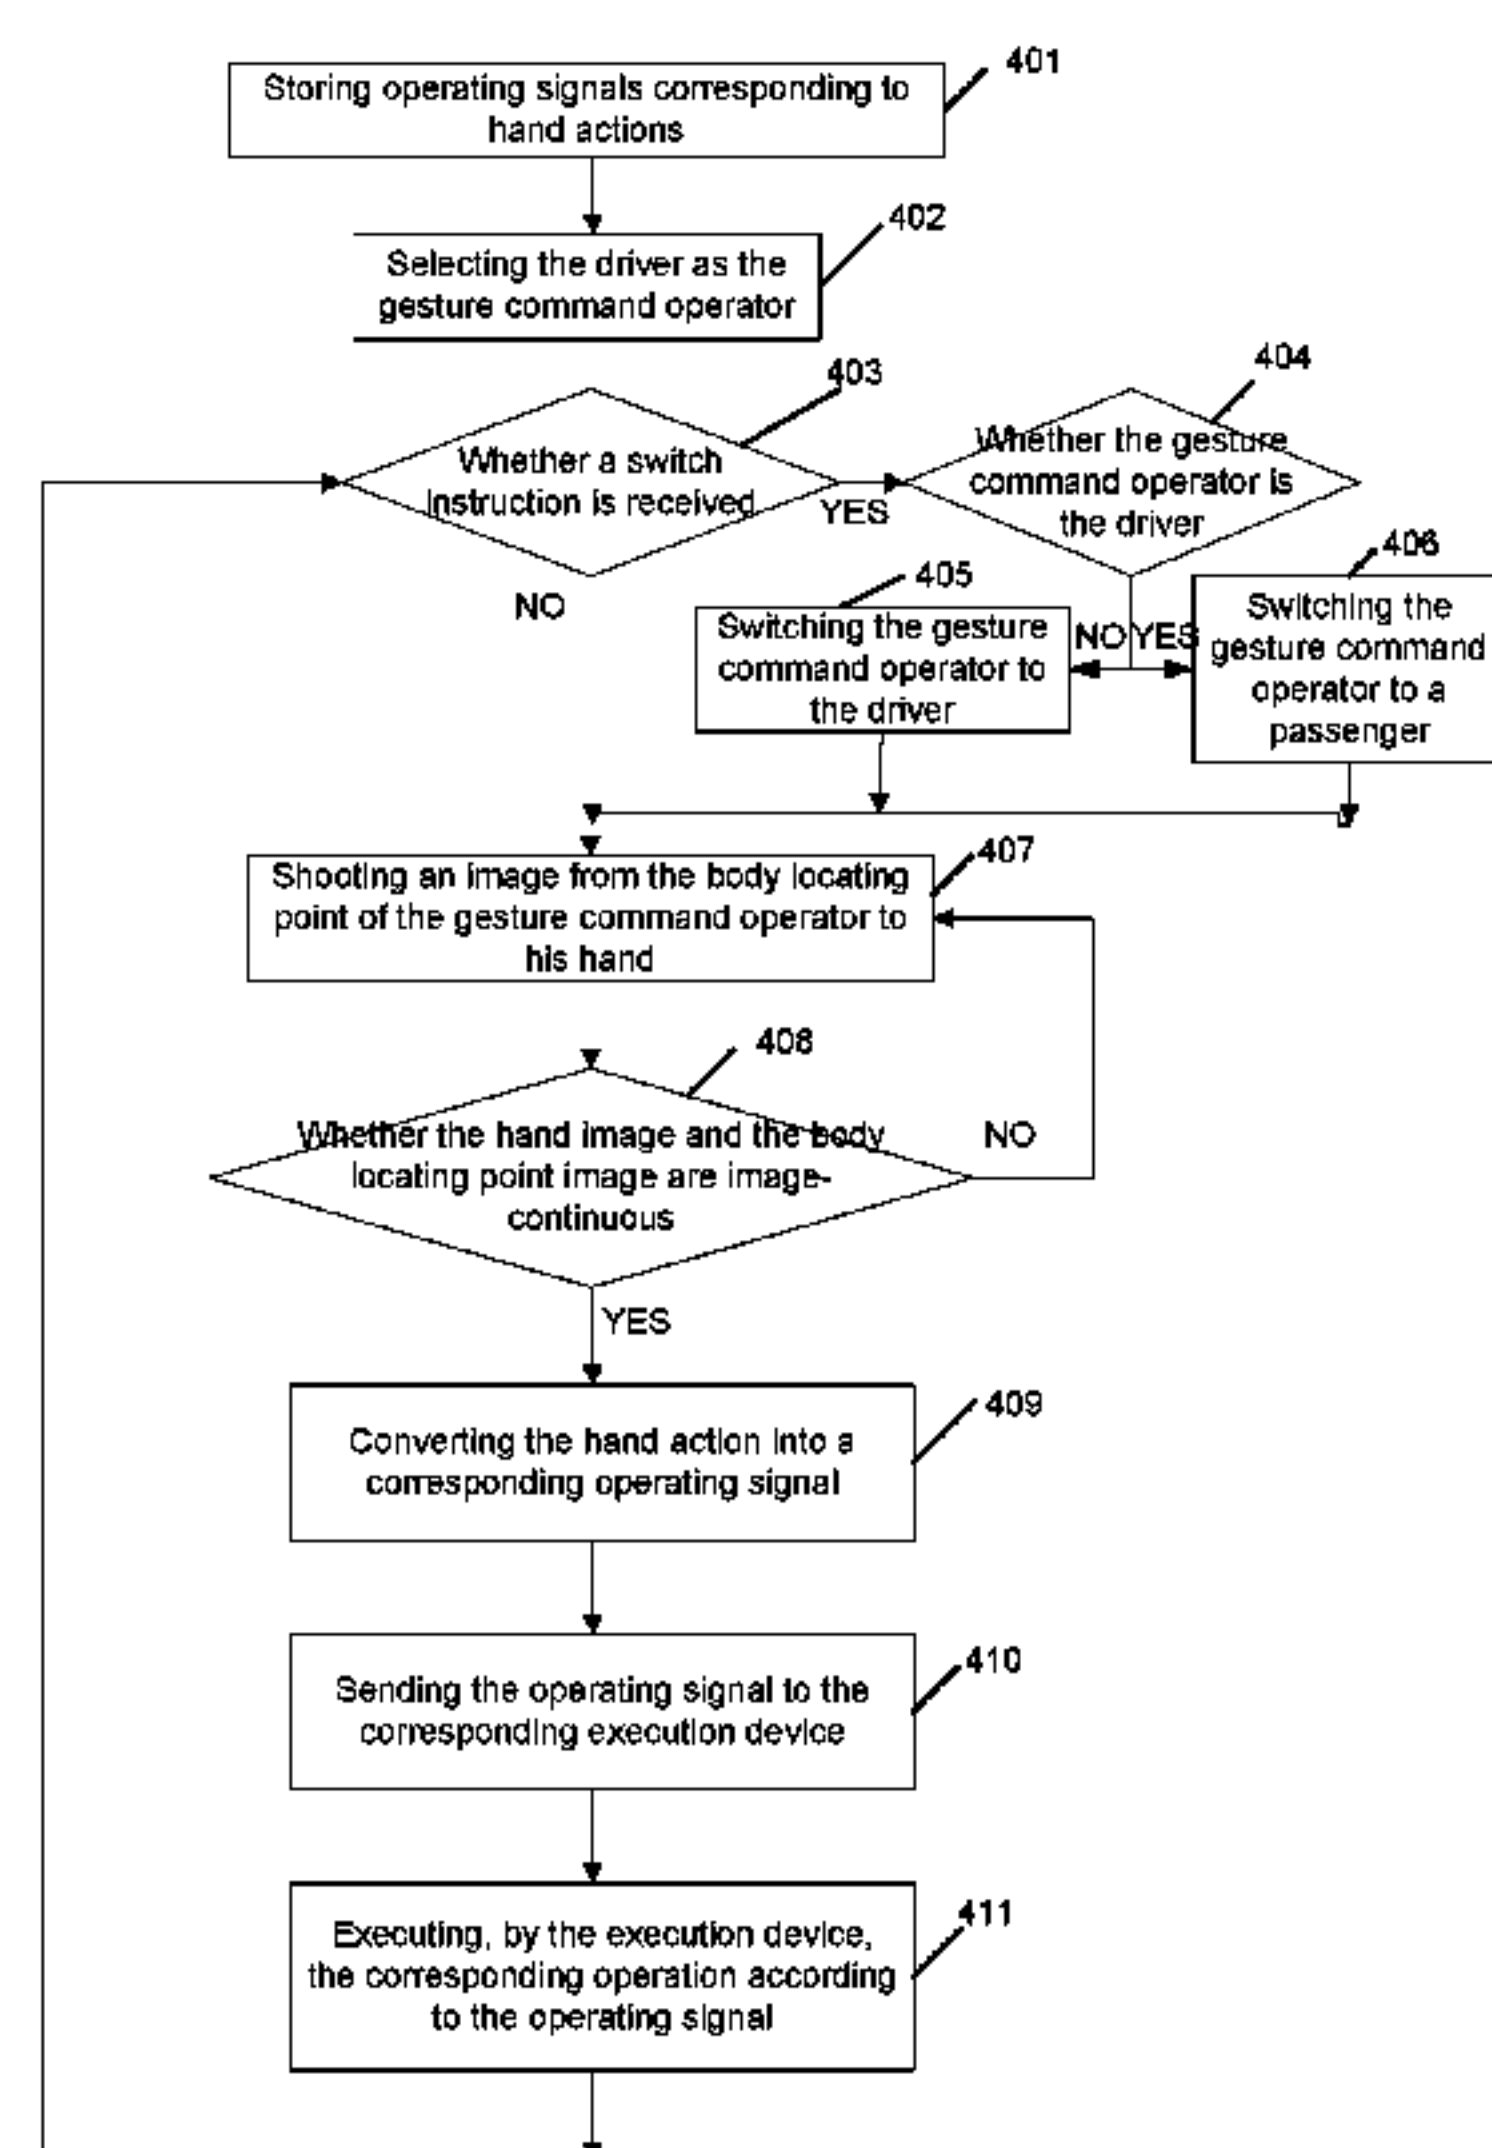 401
Storing operating signals corresponding to
hand actions
402
Selecting the driver as the
gesture command operator
403
Whether a switch
instruction is received
YES
NO
404
Whether the gesture
command operator is
the driver
405
Switching the gesture
command operator to
the driver
NO YES
406
Switching the
gesture command
operator to a
passenger
407
Shooting an image from the body locating
point of the gesture command operator to
his hand
408
Whether the hand image and the body
locating point image are image-
continuous
NO
YES
409
Converting the hand action into a
corresponding operating signal
410
Sending the operating signal to the
corresponding execution device
411
Executing, by the execution device,
the corresponding operation according
to the operating signal